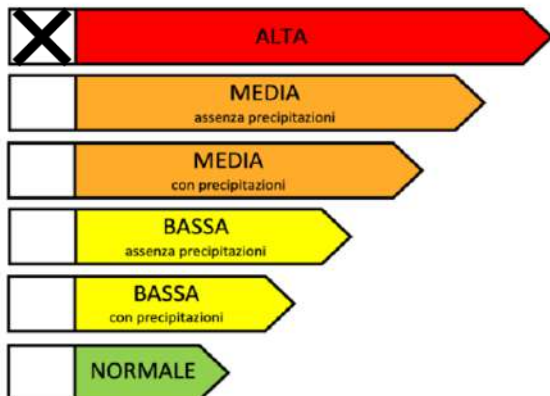 ALTA
MEDIA
assenza precipitazioni
MEDIA
con precipitazioni
BASSA
assenza precipitazioni
BASSA
con precipitazioni
NORMALE